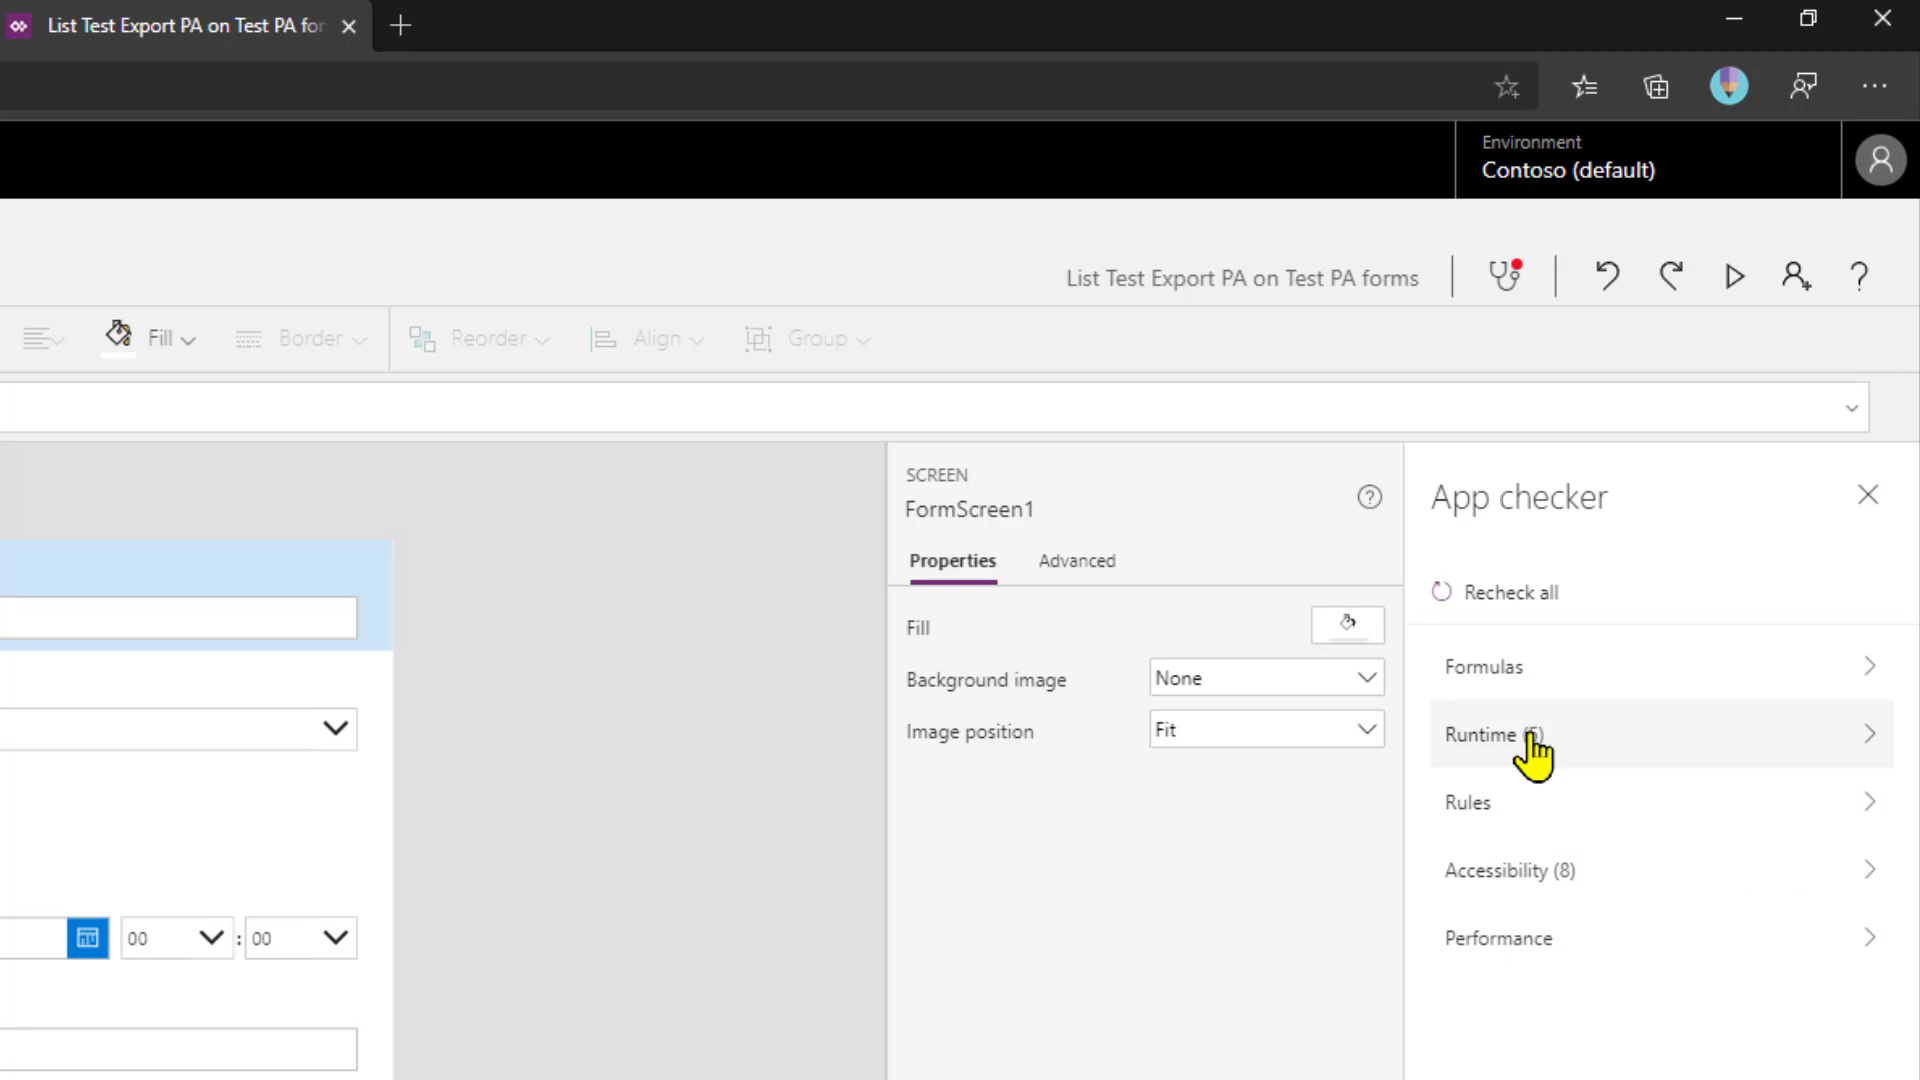 List Test Export PA on Test PA for
Environment
Contoso (default)
List Test Export PA on Test PA forms
Fill
Border
Reorder
Align
Group
SCREEN
FormScreen1
Properties
Advanced
Fill
Background image
None
Image position
Fit
App checker
Recheck all
Formulas
Runtime (5)
Rules
Accessibility (8)
Performance
00
:
00